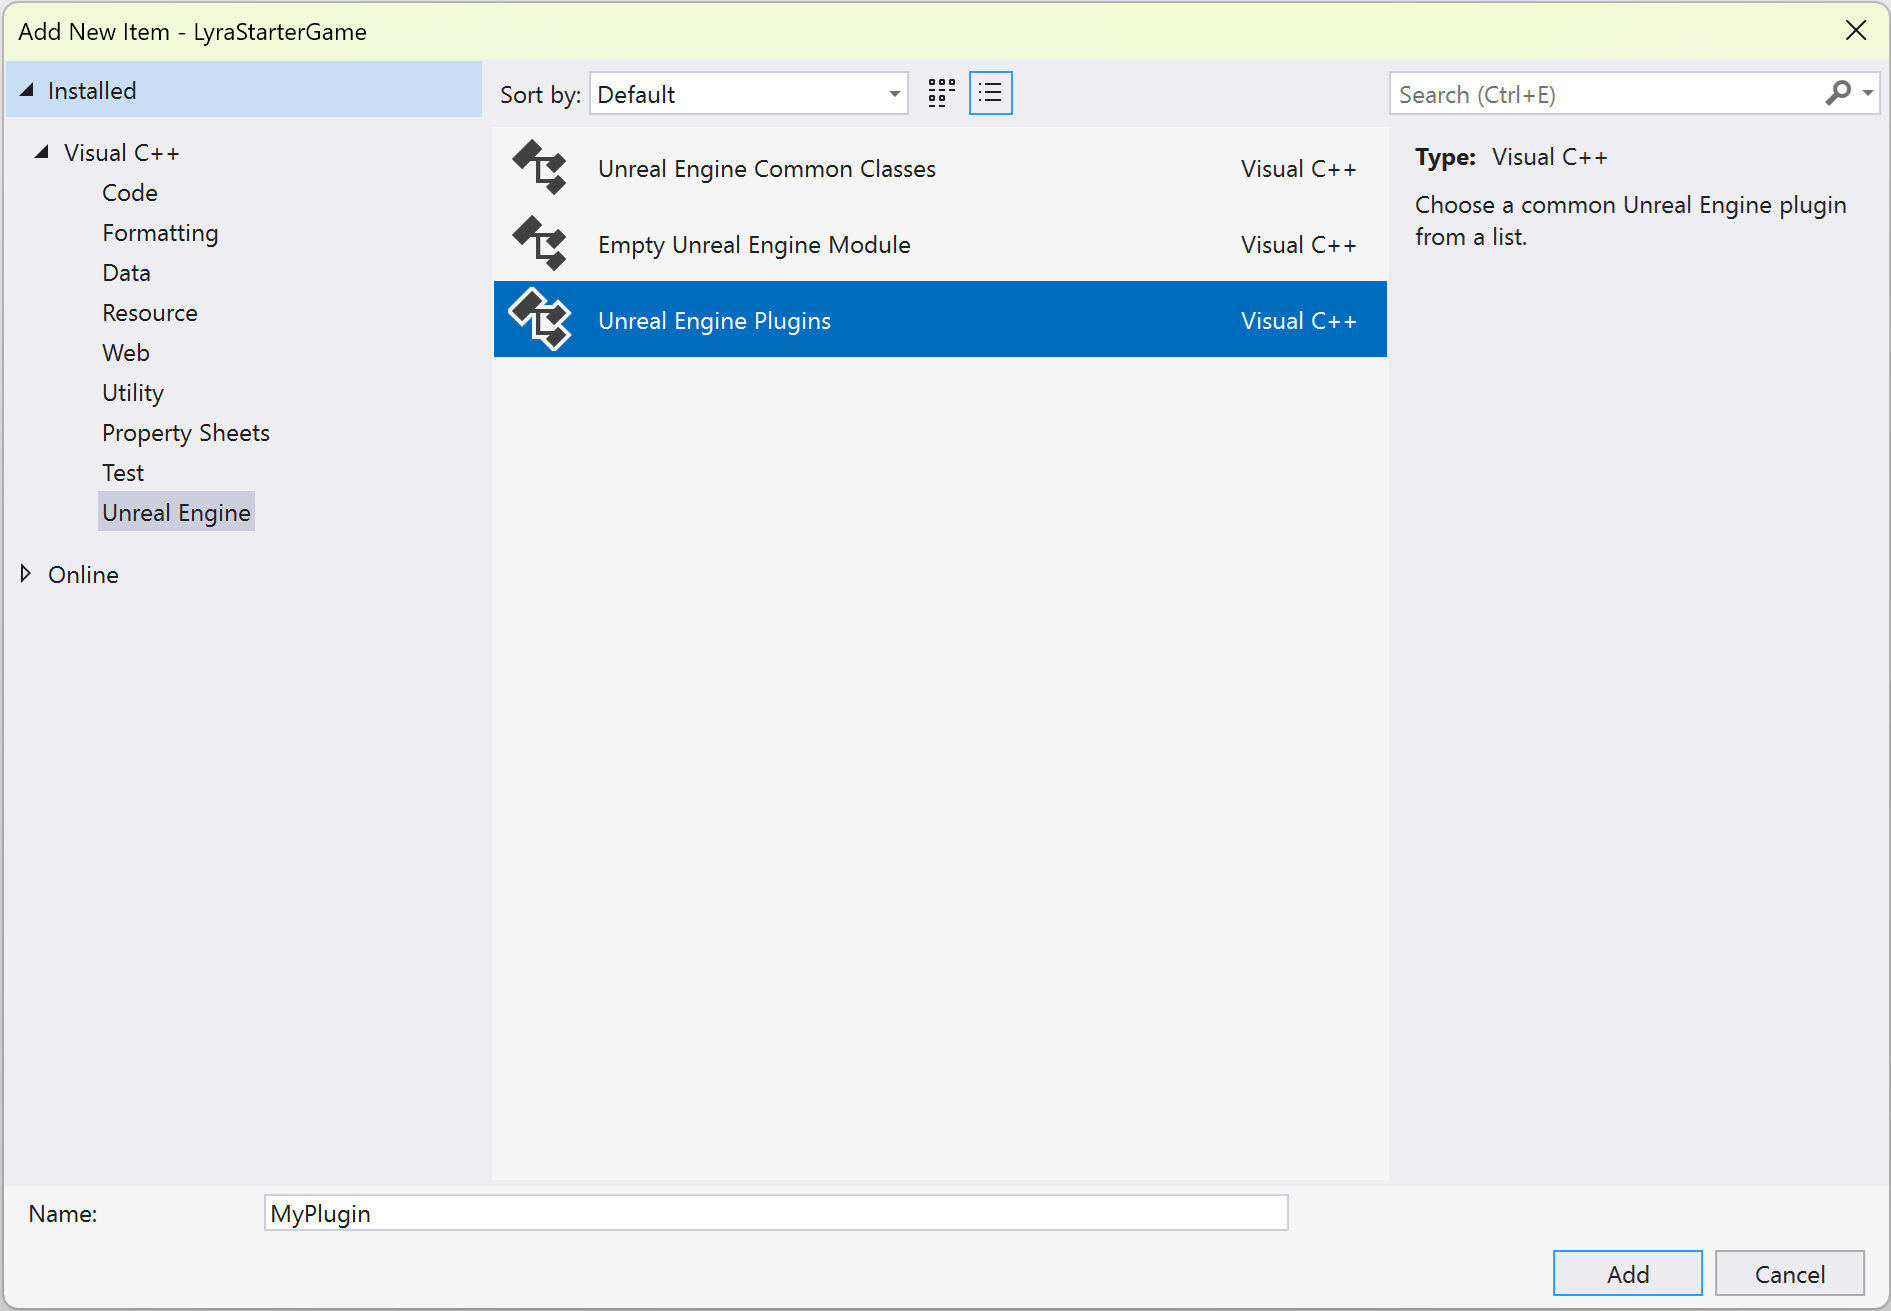 Add New Item - LyraStarterGame
Installed
Sort by: Default
Search (Ctrl+E)
Visual C++
Code
Formatting
Data
Resource
Web
Utility
Property Sheets
Test
Unreal Engine
Online
Unreal Engine Common Classes Visual C++
Empty Unreal Engine Module Visual C++
Unreal Engine Plugins Visual C++
Type: Visual C++
Choose a common Unreal Engine plugin
from a list.
Name: MyPlugin
Add Cancel